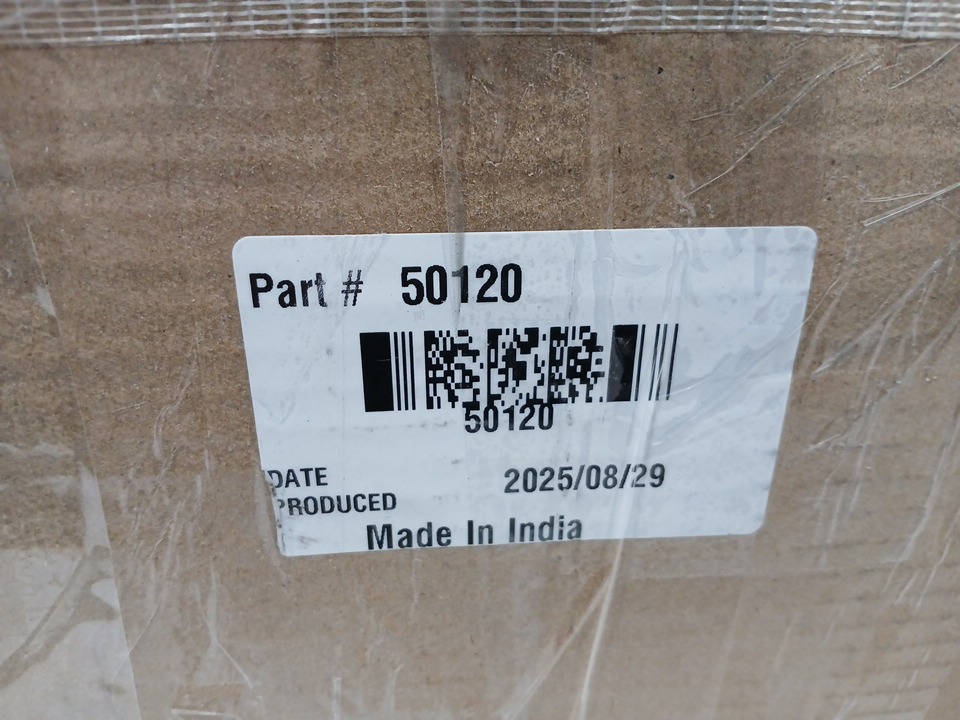 Part # 50120
50120
DATE
PRODUCED 2025/08/29
Made In India